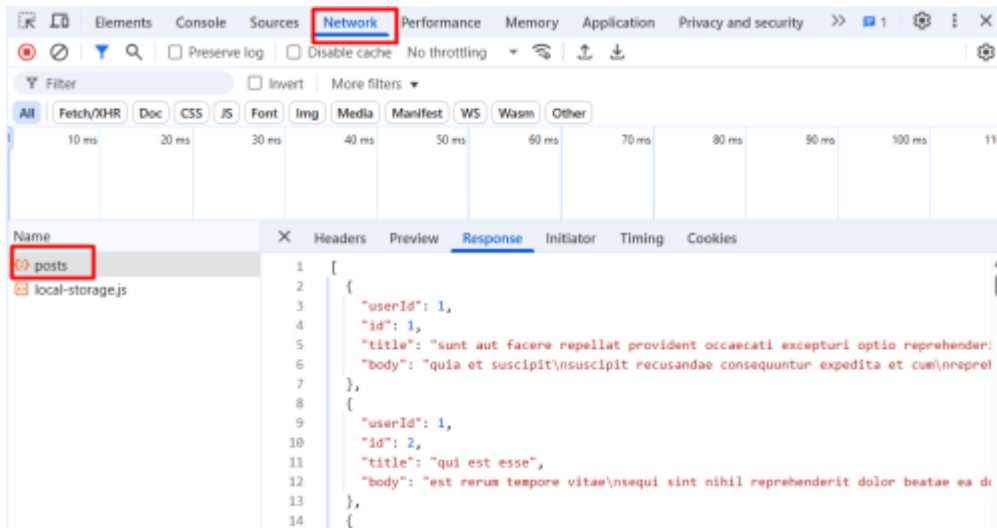 Elements Console Sources Network Performance Memory Application Privacy and security 1
Preserve log Disable cache No throttling
Filter Invert More filters
All Fetch/XHR Doc CSS JS Font Img Media Manifest WS Wasm Other
10 ms 20 ms 30 ms 40 ms 50 ms 60 ms 70 ms 80 ms 90 ms 100 ms 11
Name Headers Preview Response Initiator Timing Cookies
posts
local-storage.js
1 [
2 {
3 "userId": 1,
4 "id": 1,
5 "title": "sunt aut facere repellat provident occaecati excepturi optio reprehenderi
6 "body": "quia et suscipit\nsuscipit recusandae consequuntur expedita et cum\nrepreh
7 },
8 {
9 "userId": 1,
10 "id": 2,
11 "title": "qui est esse",
12 "body": "est rerum tempore vitae\nsequi sint nihil reprehenderit dolor beatae ea do
13 },
14 {